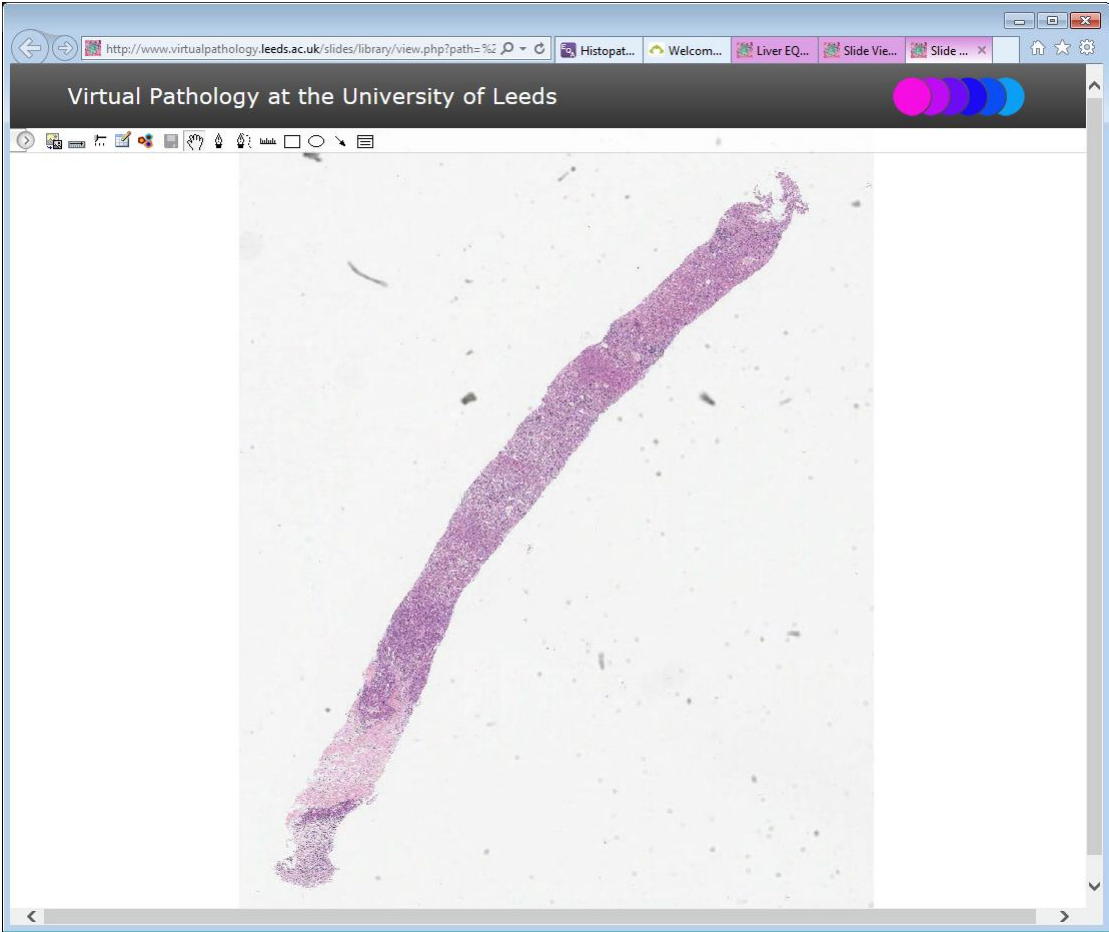 http://www.virtualpathology.leeds.ac.uk/slides/library/view.php?path=%2
Histopat...
Welcom...
Liver EQ...
Slide Vie...
Slide ...
Virtual Pathology at the University of Leeds